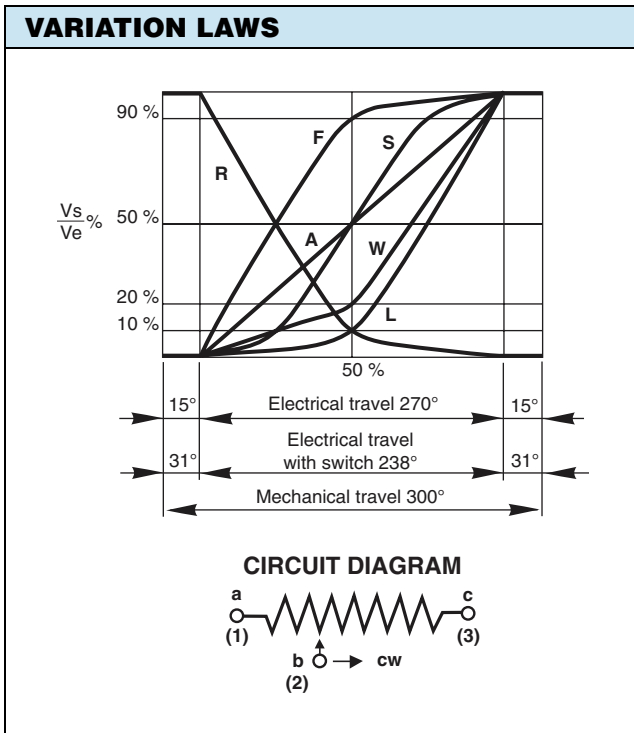 VARIATION LAWS
90 %
F
S
R
Vs
Ve
%
50 %
A
W
20 %
L
10 %
50 %
15°
Electrical travel 270°
15°
31°
Electrical travel
with switch 238°
31°
Mechanical travel 300°
CIRCUIT DIAGRAM
a
c
(1)
(3)
b
cw
(2)